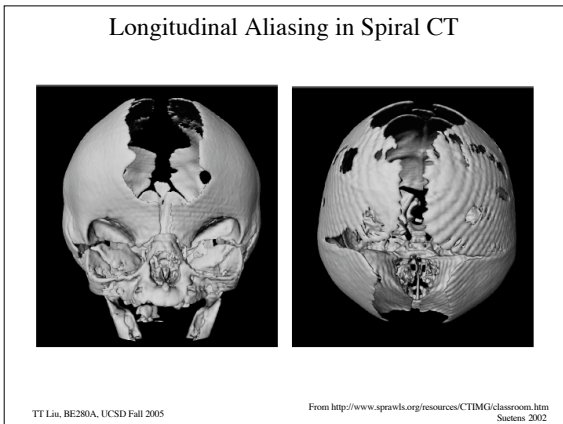 Longitudinal Aliasing in Spiral CT
TT Liu, BE280A, UCSD Fall 2005
From http://www.sprawls.org/resources/CTIMG/classroom.htm
Suetens 2002